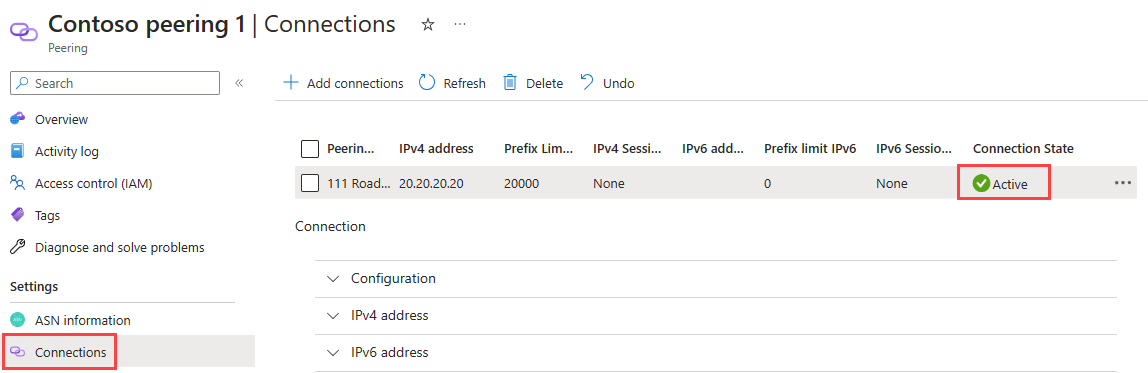 Contoso peering 1 | Connections
Peering
Search
Overview
Activity log
Access control (IAM)
Tags
Diagnose and solve problems
Settings
ASN information
Connections
Add connections Refresh Delete Undo
Peerin... IPv4 address Prefix Lim... IPv4 Sessi... IPv6 add... Prefix limit IPv6 IPv6 Sessio... Connection State
111 Road... 20.20.20.20 20000 None 0 None Active
Connection
Configuration
IPv4 address
IPv6 address